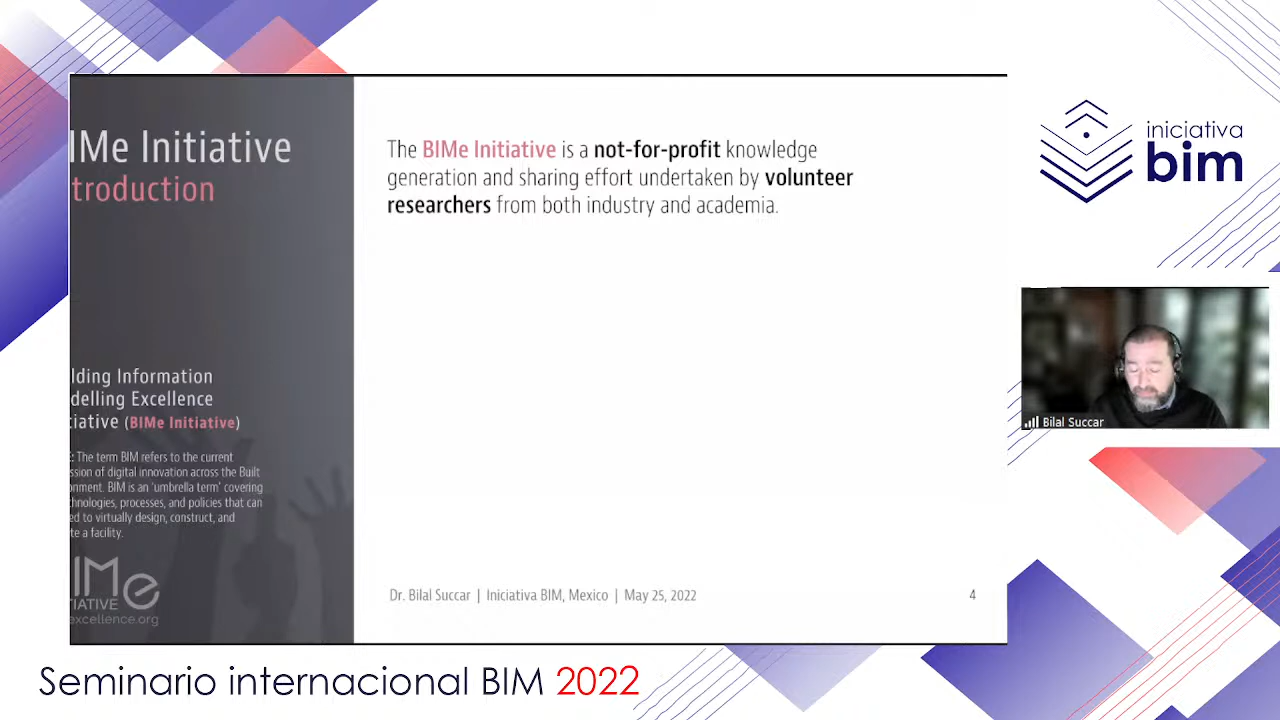 IMe Initiative
troduction
lding Information
delling Excellence
tiative (BIMe Initiative)
E: The term BIM refers to the current
ssion of digital innovation across the Built
onment. BIM is an 'umbrella term' covering
chnologies, processes, and policies that can
ed to virtually design, construct, and
te a facility.
IMe
TIATIVE
excellence.org
The BIMe Initiative is a not-for-profit knowledge
generation and sharing effort undertaken by volunteer
researchers from both industry and academia.
Dr. Bilal Succar | Iniciativa BIM, Mexico | May 25, 2022
4
iniciativa
bim
Bilal Succar
Seminario internacional BIM 2022